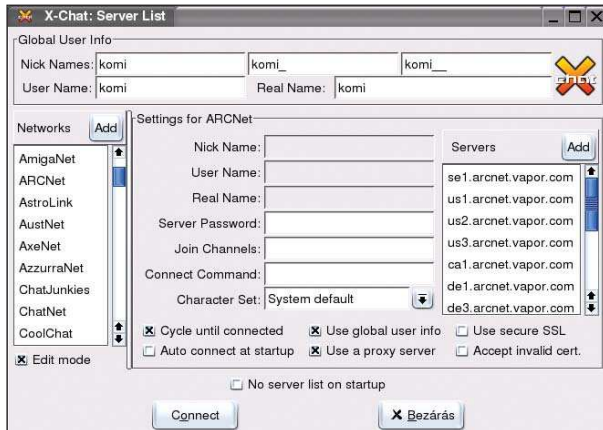 X-Chat: Server List
Global User Info
Nick Names: komi komi_ komi__
User Name: komi Real Name: komi
X chat
Networks Add
AmigaNet
ARCNet
AstroLink
AustNet
AxeNet
AzzurraNet
ChatJunkies
ChatNet
CoolChat
Edit mode
Settings for ARCNet
Nick Name:
User Name:
Real Name:
Server Password:
Join Channels:
Connect Command:
Character Set: System default
Servers Add
se1.arcnet.vapor.com
us1.arcnet.vapor.com
us2.arcnet.vapor.com
us3.arcnet.vapor.com
ca1.arcnet.vapor.com
de1.arcnet.vapor.com
de3.arcnet.vapor.com
Cycle until connected Use global user info Use secure SSL
Auto connect at startup Use a proxy server Accept invalid cert.
No server list on startup
Connect Bezárás